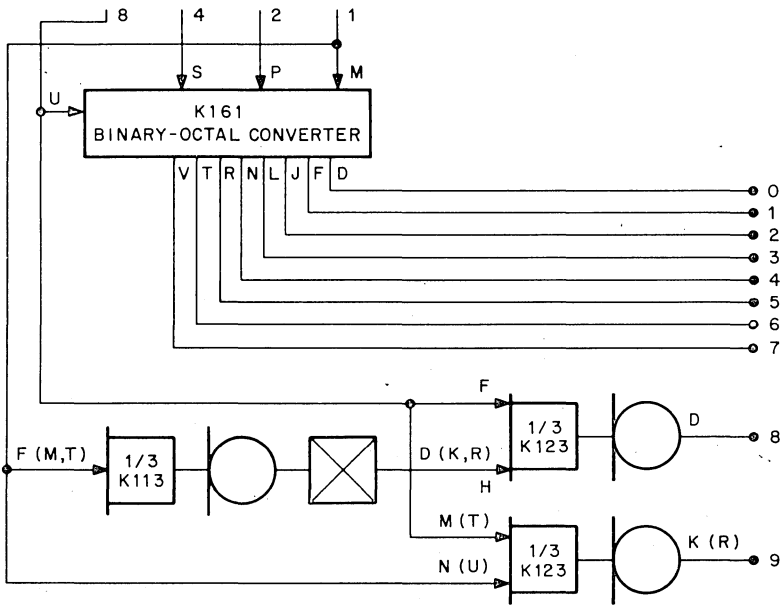 8 4 2 1
S P M
U
K161
BINARY-OCTAL CONVERTER
V T R N L J F D
0
1
2
3
4
5
6
7
F
D
8
1/3
K123
F (M,T)
1/3
K113
D (K,R)
H
M (T)
K (R)
9
1/3
K123
N (U)